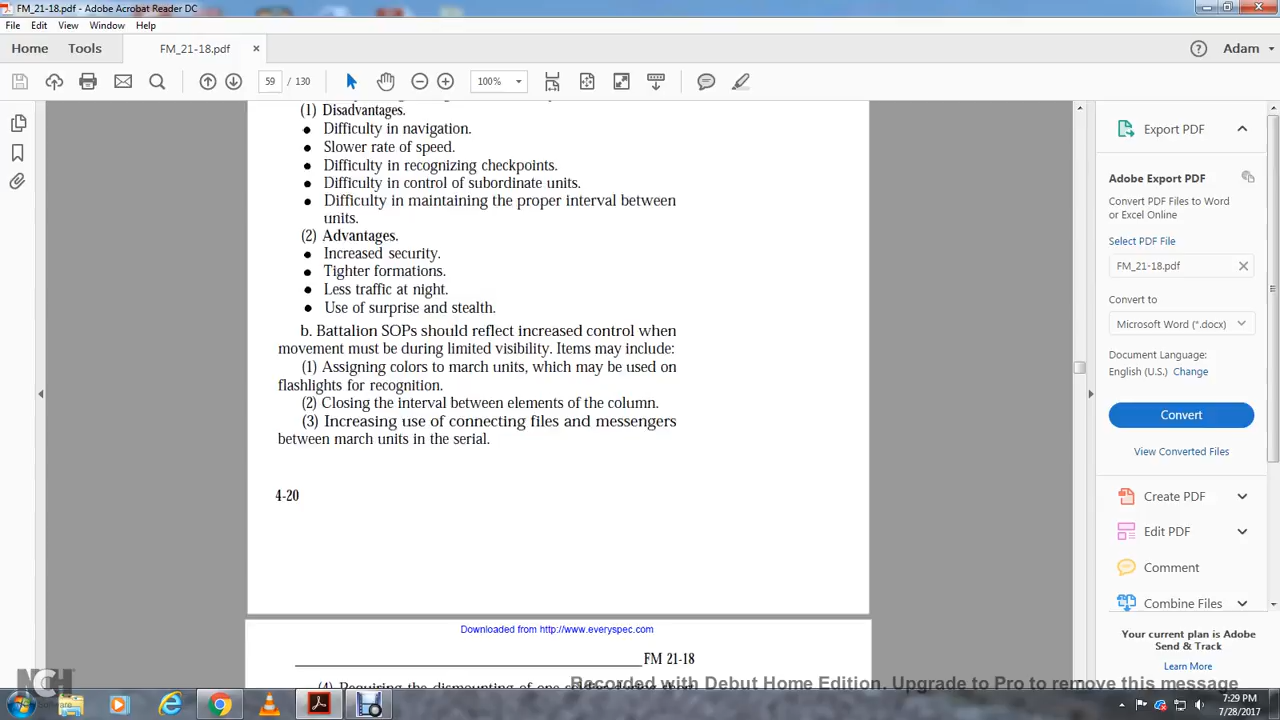 FM_21-18.pdf - Adobe Acrobat Reader DC
File Edit View Window Help
Home Tools FM_21-18.pdf × Adam
59 / 130 100%
(1) Disadvantages.
● Difficulty in navigation.
● Slower rate of speed.
● Difficulty in recognizing checkpoints.
● Difficulty in control of subordinate units.
● Difficulty in maintaining the proper interval between
units.
(2) Advantages.
● Increased security.
● Tighter formations.
● Less traffic at night.
● Use of surprise and stealth.
b. Battalion SOPs should reflect increased control when
movement must be during limited visibility. Items may include:
(1) Assigning colors to march units, which may be used on
flashlights for recognition.
(2) Closing the interval between elements of the column.
(3) Increasing use of connecting files and messengers
between march units in the serial.
4-20
Downloaded from http://www.everyspec.com
FM 21-18
(4) Requiring the dismounting of one
Export PDF
Adobe Export PDF
Convert PDF Files to Word
or Excel Online
Select PDF File
FM_21-18.pdf
Convert to
Microsoft Word (*.docx)
Document Language:
English (U.S.) Change
Convert
View Converted Files
Create PDF
Edit PDF
Comment
Combine Files
Your current plan is Adobe
Send & Track
Learn More
Recorded with Debut Home Edition. Upgrade to Pro to remove this message
NCH
Software
7:29 PM
7/28/2017